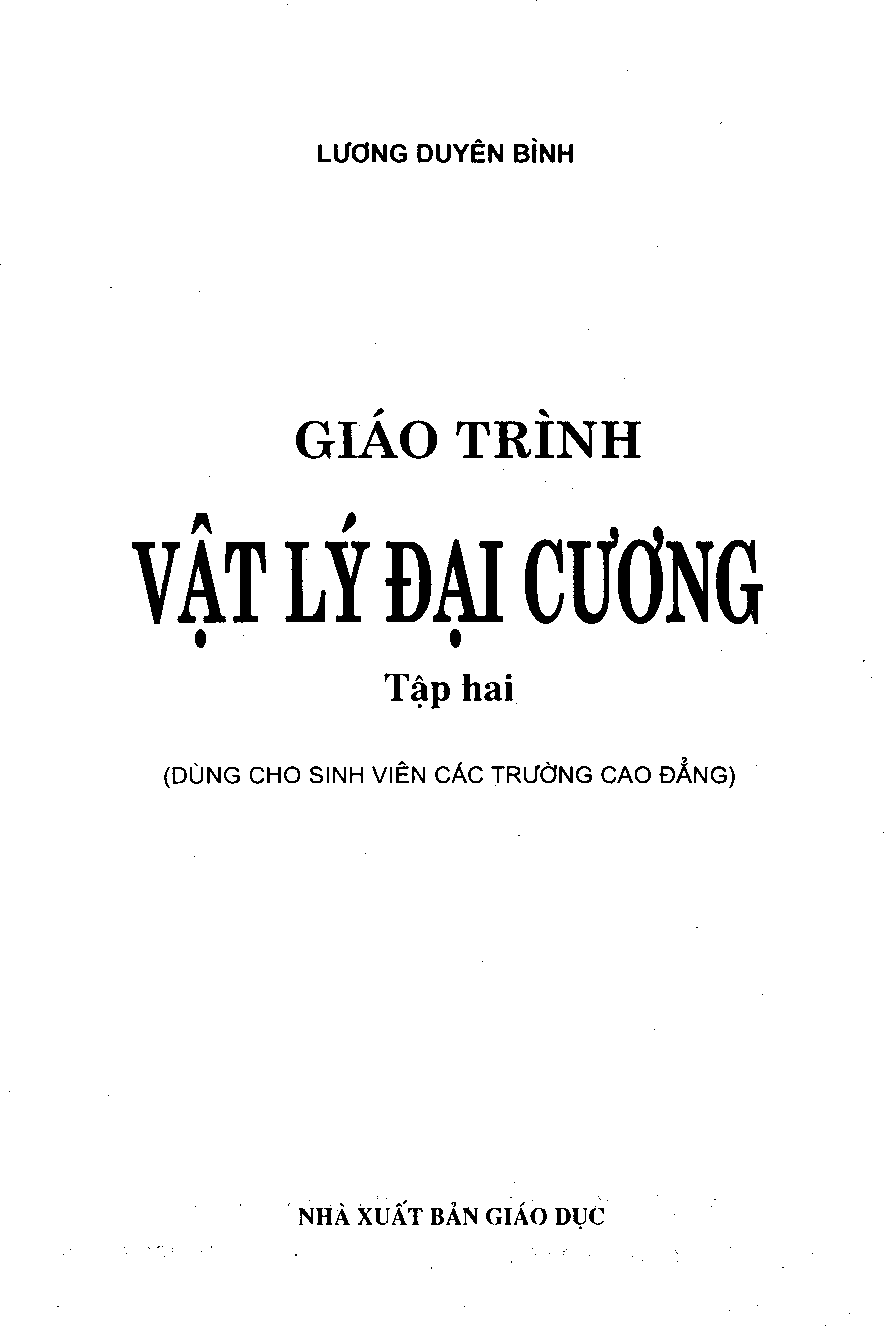 LƯƠNG DUYÊN BÌNH
GIÁO TRÌNH
VẬT LÝ ĐẠI CƯƠNG
Tập hai
(DÙNG CHO SINH VIÊN CÁC TRƯỜNG CAO ĐẲNG)
NHÀ XUẤT BẢN GIÁO DỤC